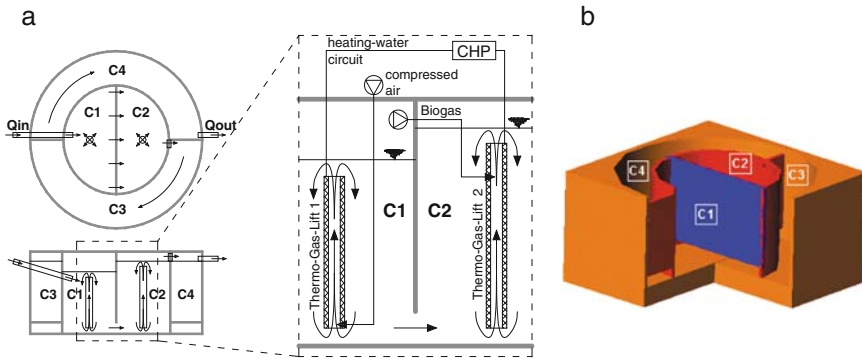 a
b
C4
C1
C2
Qin
Qout
C3
C3
C1
C2
C4
heating-water
circuit
CHP
compressed
air
Biogas
Thermo-Gas-Lift 1
C1
C2
Thermo-Gas-Lift 2
C4
C2
C3
C1